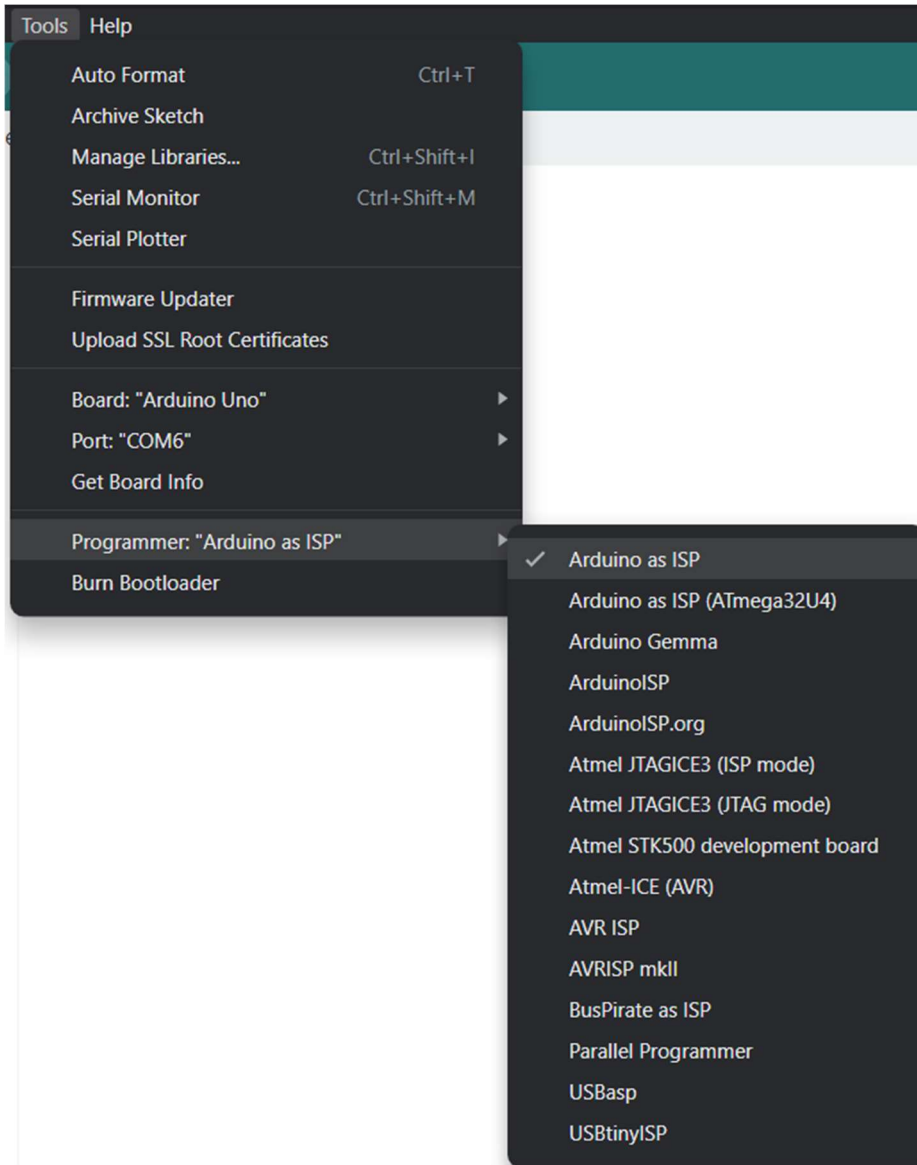 Tools Help
Auto Format Ctrl+T
Archive Sketch
Manage Libraries... Ctrl+Shift+I
Serial Monitor Ctrl+Shift+M
Serial Plotter
Firmware Updater
Upload SSL Root Certificates
Board: "Arduino Uno"
Port: "COM6"
Get Board Info
Programmer: "Arduino as ISP"
Burn Bootloader
Arduino as ISP
Arduino as ISP (ATmega32U4)
Arduino Gemma
ArduinoISP
ArduinoISP.org
Atmel JTAGICE3 (ISP mode)
Atmel JTAGICE3 (JTAG mode)
Atmel STK500 development board
Atmel-ICE (AVR)
AVR ISP
AVRISP mkII
BusPirate as ISP
Parallel Programmer
USBasp
USBtinyISP